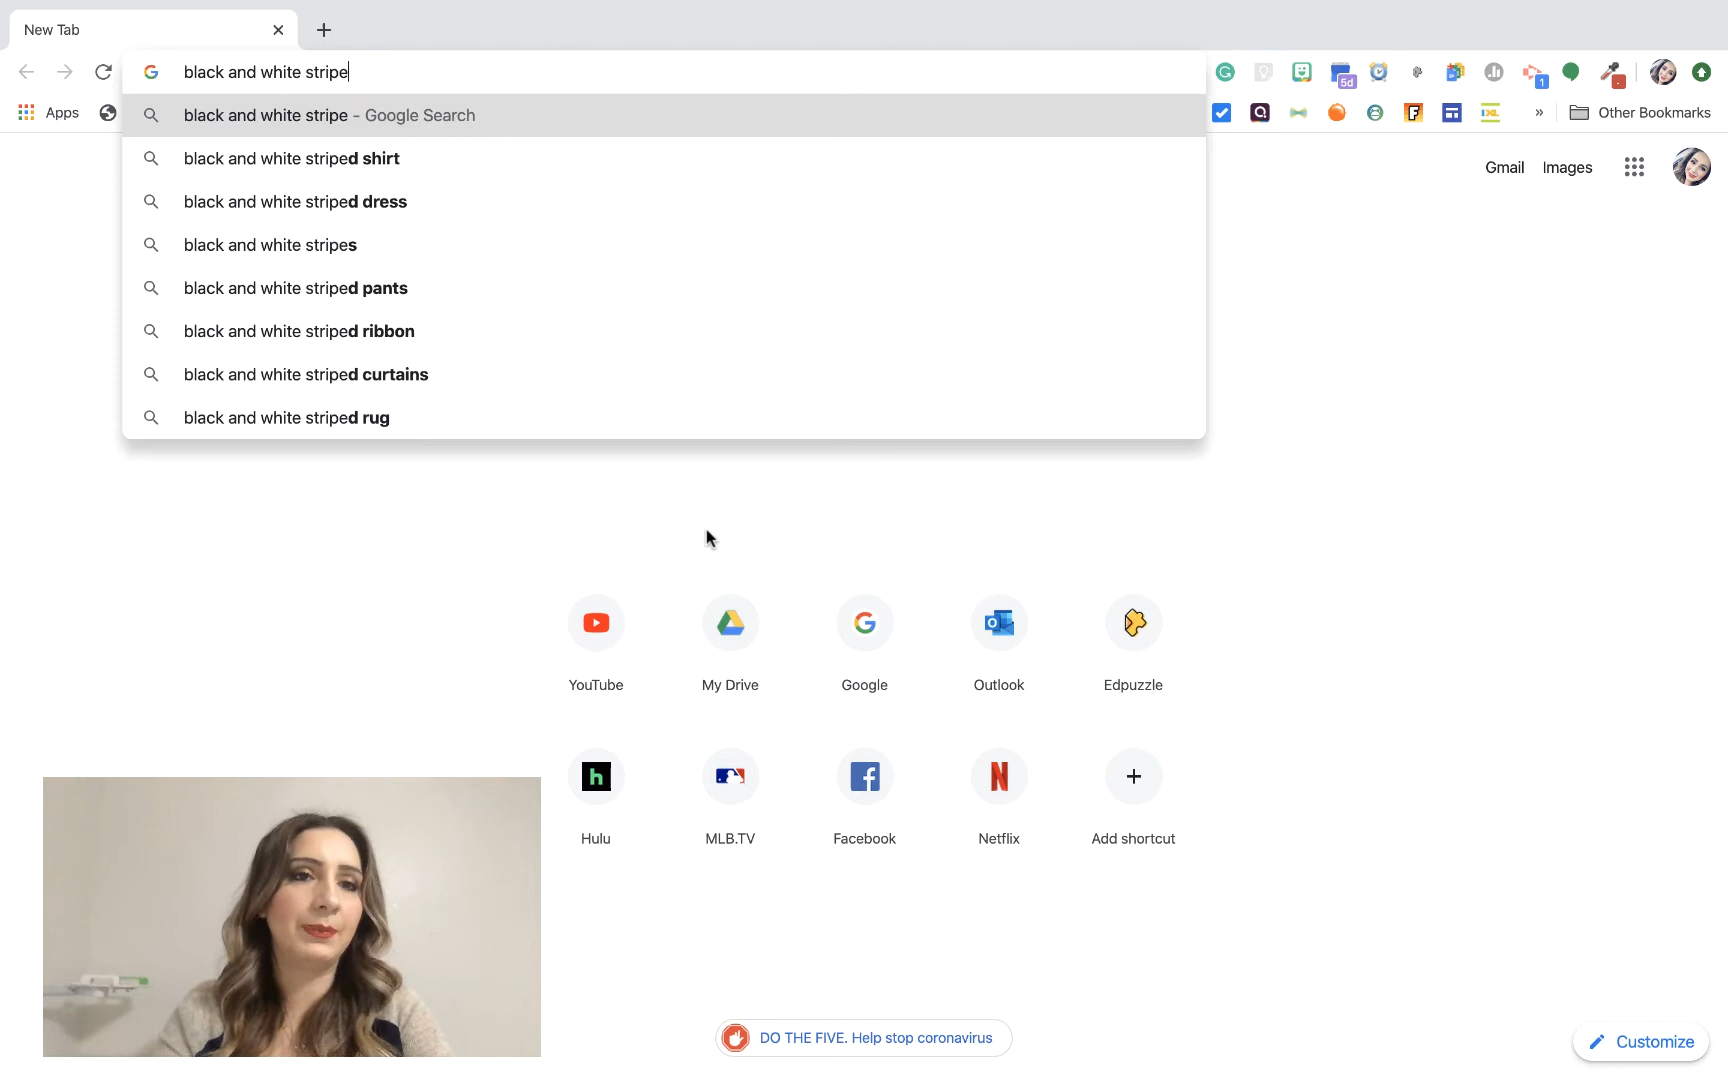 New Tab
black and white stripe
5d
1
Apps
Other Bookmarks
black and white stripe - Google Search
black and white striped shirt
black and white striped dress
black and white stripes
black and white striped pants
black and white striped ribbon
black and white striped curtains
black and white striped rug
Gmail
Images
YouTube
My Drive
Google
Outlook
Edpuzzle
Hulu
MLB.TV
Facebook
Netflix
Add shortcut
DO THE FIVE. Help stop coronavirus
Customize